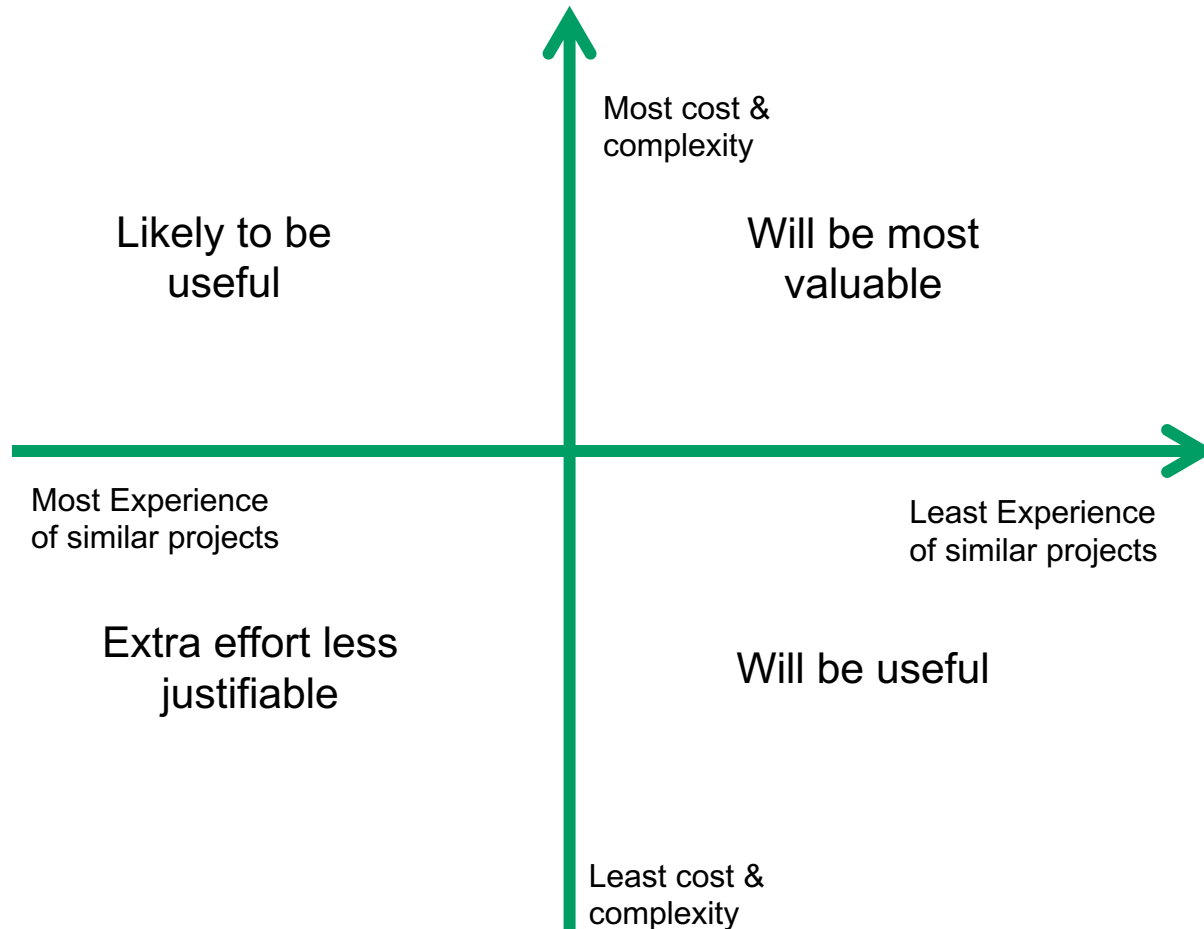 Most cost &
complexity
Likely to be
useful
Will be most
valuable
Most Experience
of similar projects
Least Experience
of similar projects
Extra effort less
justifiable
Will be useful
Least cost &
complexity